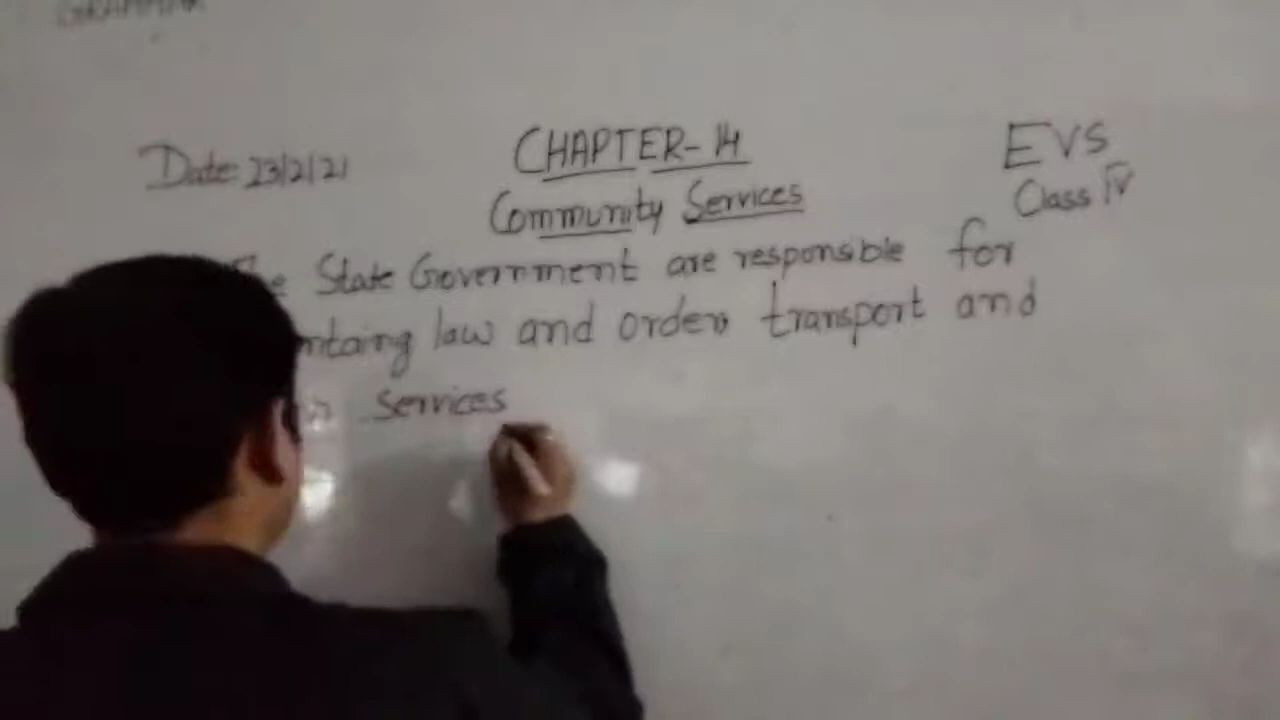 Date: 23/2/21
CHAPTER-14
EVS
Community Services
Class IV
State Government are responsible for
law and order, transport and
services